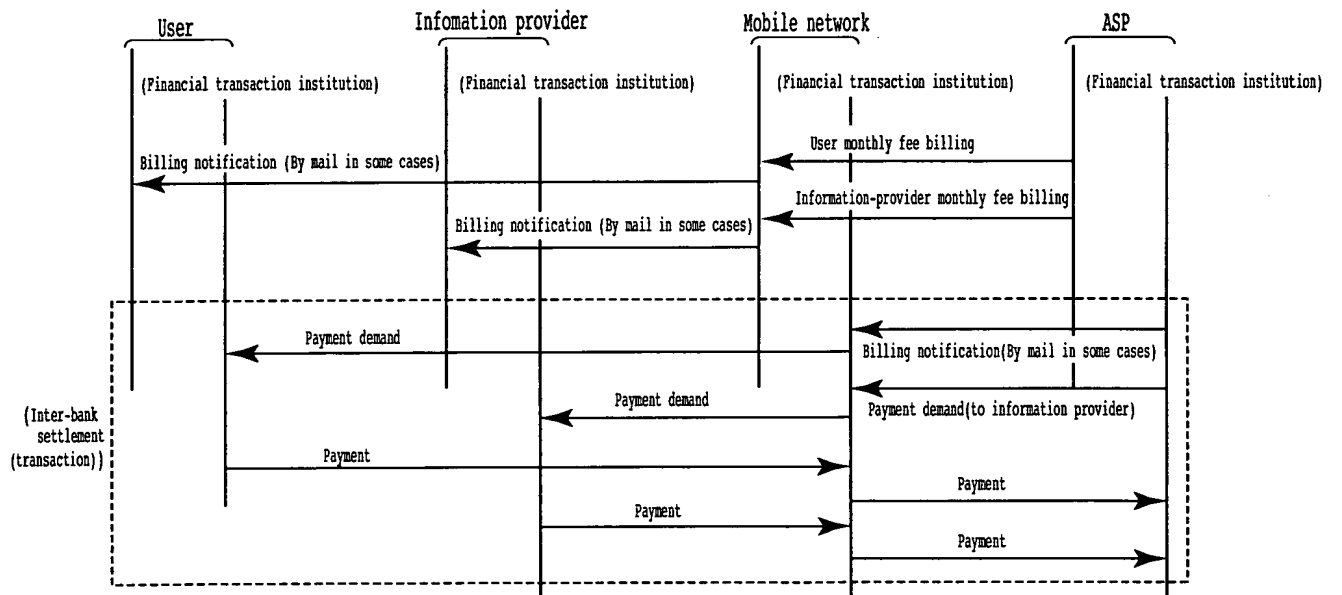 User
Infomation provider
Mobile network
ASP
(Financial transaction institution)
(Financial transaction institution)
(Financial transaction institution)
(Financial transaction institution)
User monthly fee billing
Billing notification (By mail in some cases)
Information-provider monthly fee billing
Billing notification (By mail in some cases)
Payment demand
Billing notification(By mail in some cases)
Payment demand
Payment demand(to information provider)
(Inter-bank
settlement
(transaction))
Payment
Payment
Payment
Payment